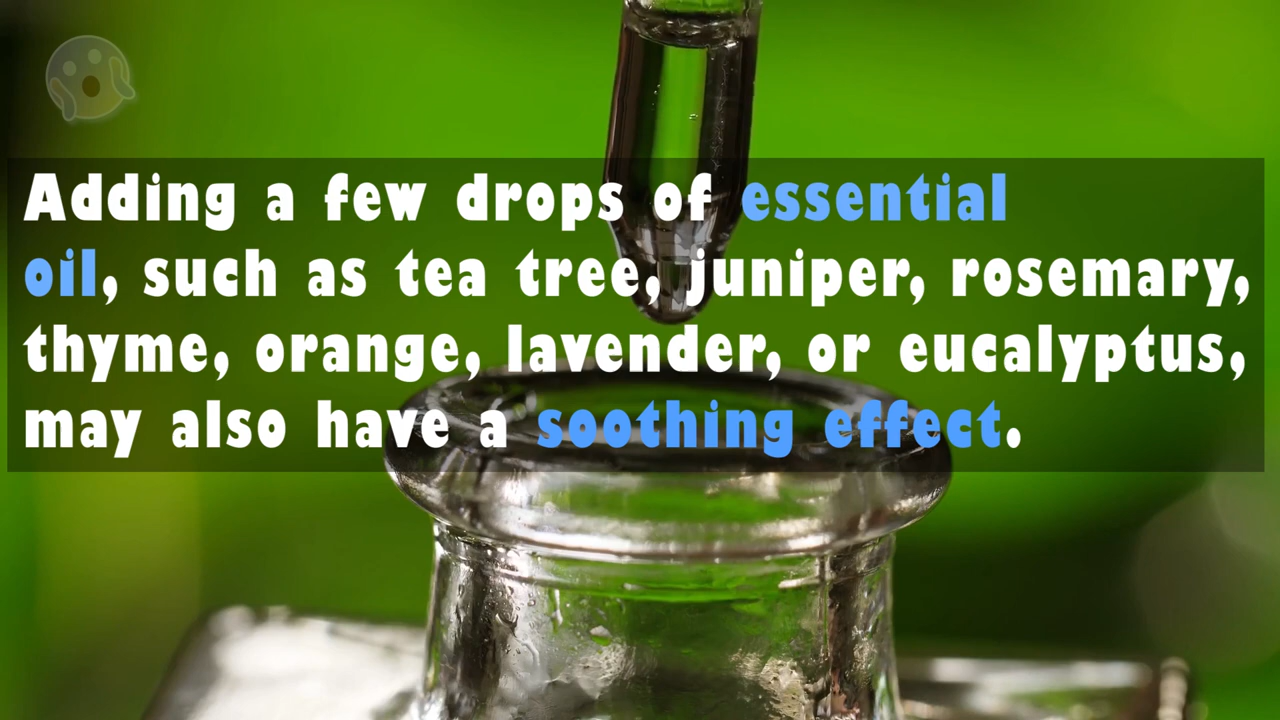 Adding a few drops of essential
oil, such as tea tree, juniper, rosemary,
thyme, orange, lavender, or eucalyptus,
may also have a soothing effect.